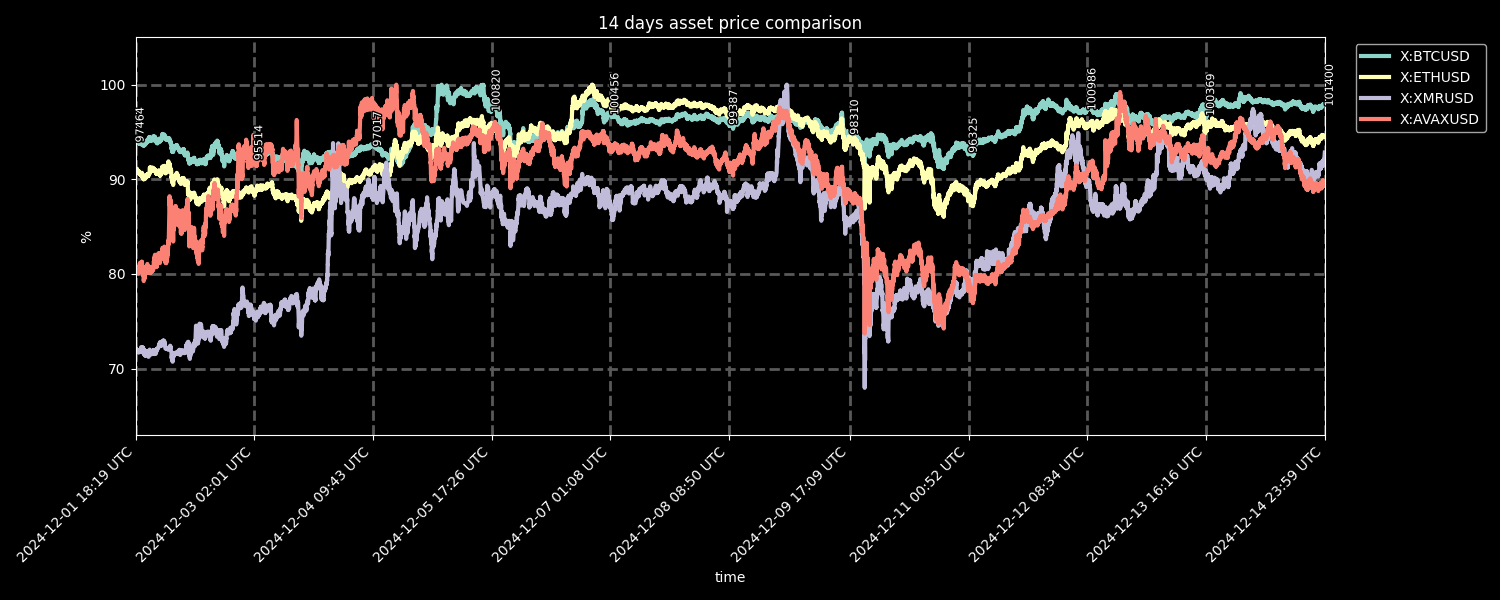 14 days asset price comparison
X:BTCUSD
X:ETHUSD
X:XMRUSD
X:AVAXUSD
100
90
80
70
%
97464
95514
100820
100456
99387
98310
96325
100986
100369
101400
2024-12-01 18:19 UTC
2024-12-03 02:01 UTC
2024-12-04 09:43 UTC
2024-12-05 17:26 UTC
2024-12-07 01:08 UTC
2024-12-08 08:50 UTC
2024-12-09 17:09 UTC
2024-12-11 00:52 UTC
2024-12-12 08:34 UTC
2024-12-13 16:16 UTC
2024-12-14 23:59 UTC
time